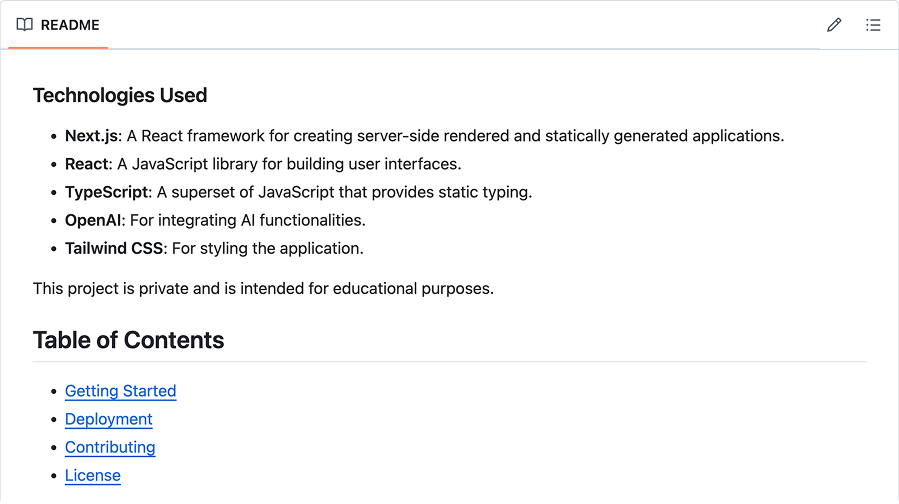 README
Technologies Used
Next.js: A React framework for creating server-side rendered and statically generated applications.
React: A JavaScript library for building user interfaces.
TypeScript: A superset of JavaScript that provides static typing.
OpenAI: For integrating AI functionalities.
Tailwind CSS: For styling the application.
This project is private and is intended for educational purposes.
Table of Contents
Getting Started
Deployment
Contributing
License